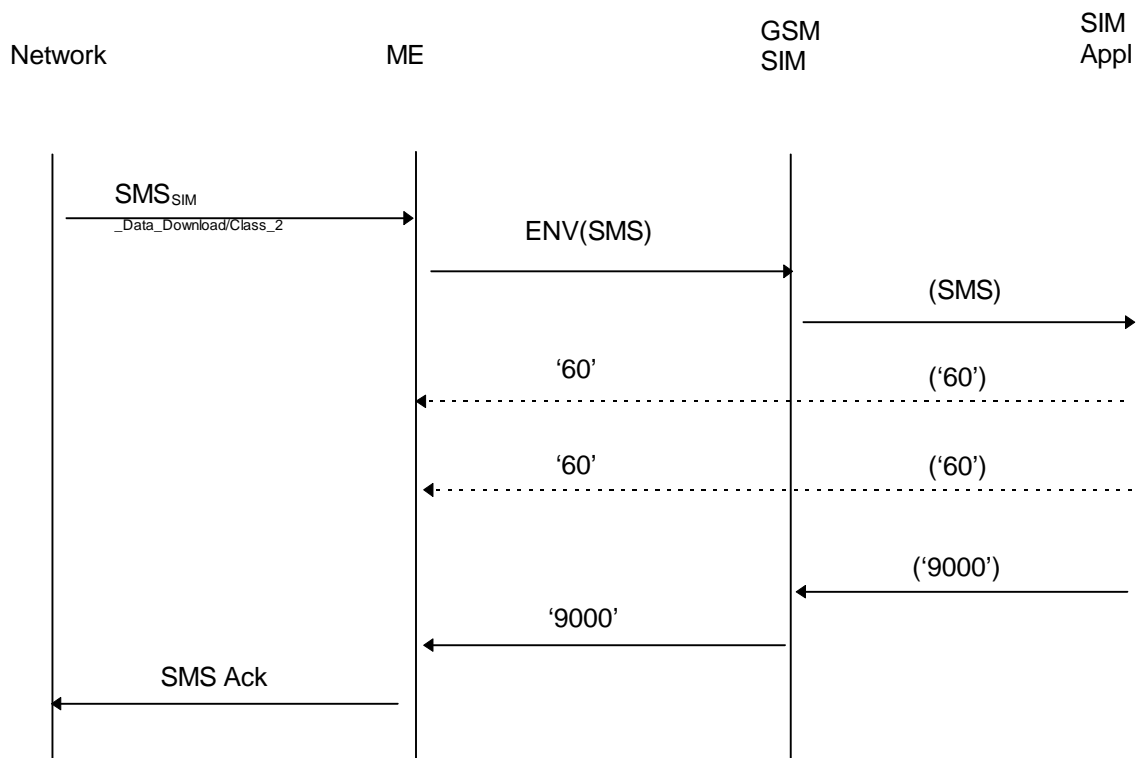 Network
ME
GSM
SIM
SIM
Appl
SMSSIM
_Data_Download/Class_2
ENV(SMS)
(SMS)
‘60’
(‘60’)
‘60’
(‘60’)
(‘9000’)
‘9000’
SMS Ack